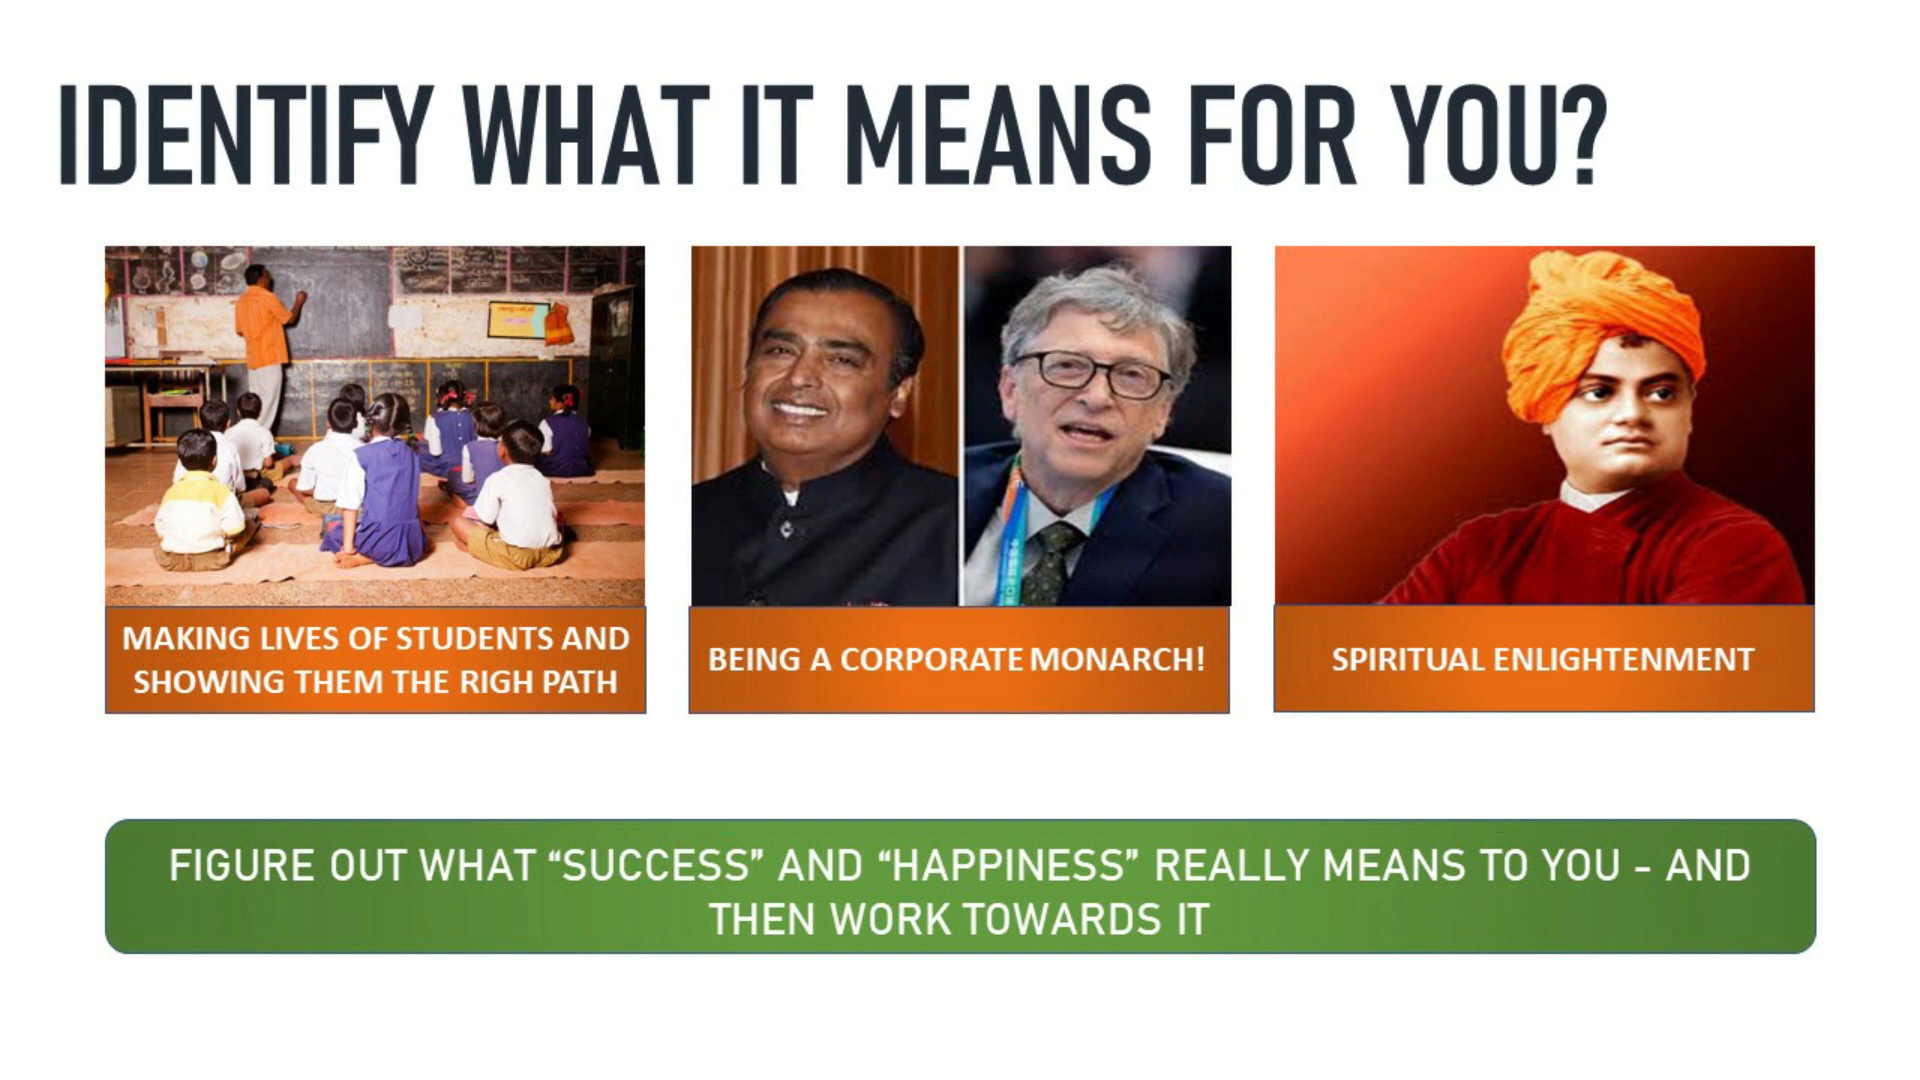 IDENTIFY WHAT IT MEANS FOR YOU?
MAKING LIVES OF STUDENTS AND
SHOWING THEM THE RIGH PATH
BEING A CORPORATE MONARCH!
SPIRITUAL ENLIGHTENMENT
FIGURE OUT WHAT “SUCCESS” AND “HAPPINESS” REALLY MEANS TO YOU - AND
THEN WORK TOWARDS IT